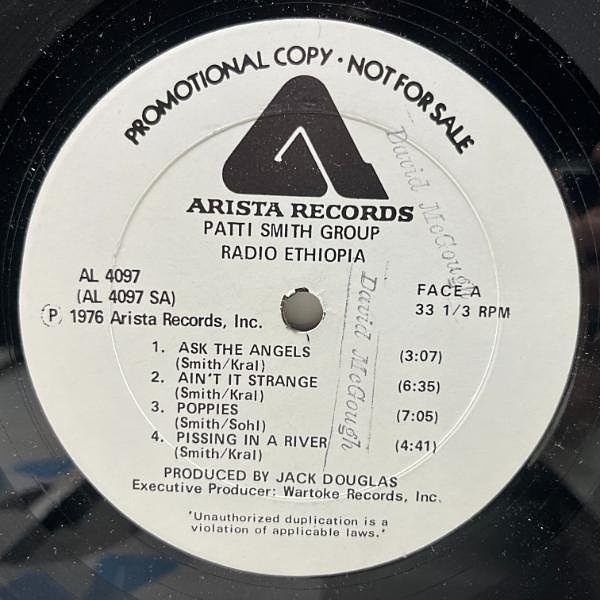 PROMOTIONAL COPY · NOT FOR SALE
ARISTA RECORDS
PATTI SMITH GROUP
RADIO ETHIOPIA
AL 4097
(AL 4097 SA)
Ⓟ 1976 Arista Records, Inc.
FACE A
33 1/3 RPM
David McGough
David McGough
1. ASK THE ANGELS (3:07)
(Smith/Kral)
2. AIN'T IT STRANGE (6:35)
(Smith/Kral)
3. POPPIES (7:05)
(Smith/Sohl)
4. PISSING IN A RIVER (4:41)
(Smith/Kral)
PRODUCED BY JACK DOUGLAS
Executive Producer: Wartoke Records, Inc.
'Unauthorized duplication is a
violation of applicable laws.'